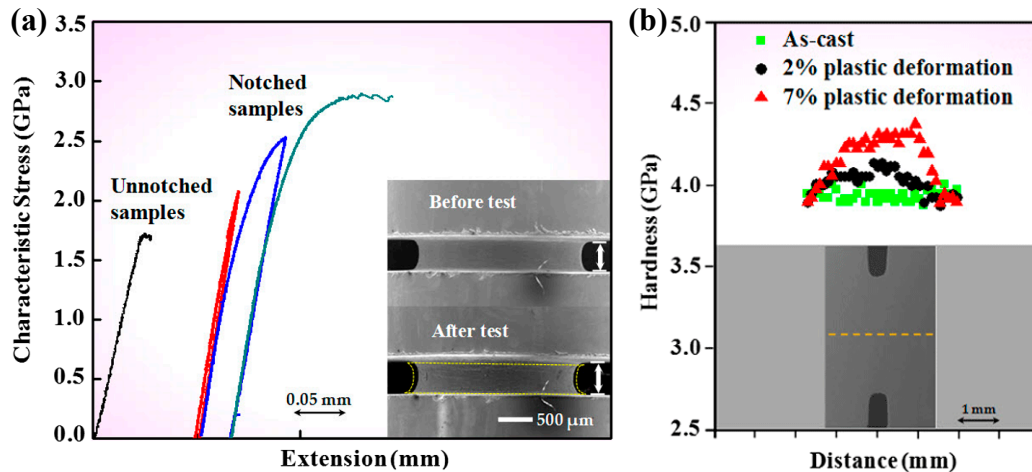 (a)
Characteristic Stress (GPa)
3.5
3.0
2.5
2.0
1.5
1.0
0.5
0.0
Notched
samples
Unnotched
samples
Before test
After test
500 μm
0.05 mm
Extension (mm)
(b)
Hardness (GPa)
5.0
4.5
4.0
3.5
3.0
2.5
As-cast
2% plastic deformation
7% plastic deformation
1 mm
Distance (mm)